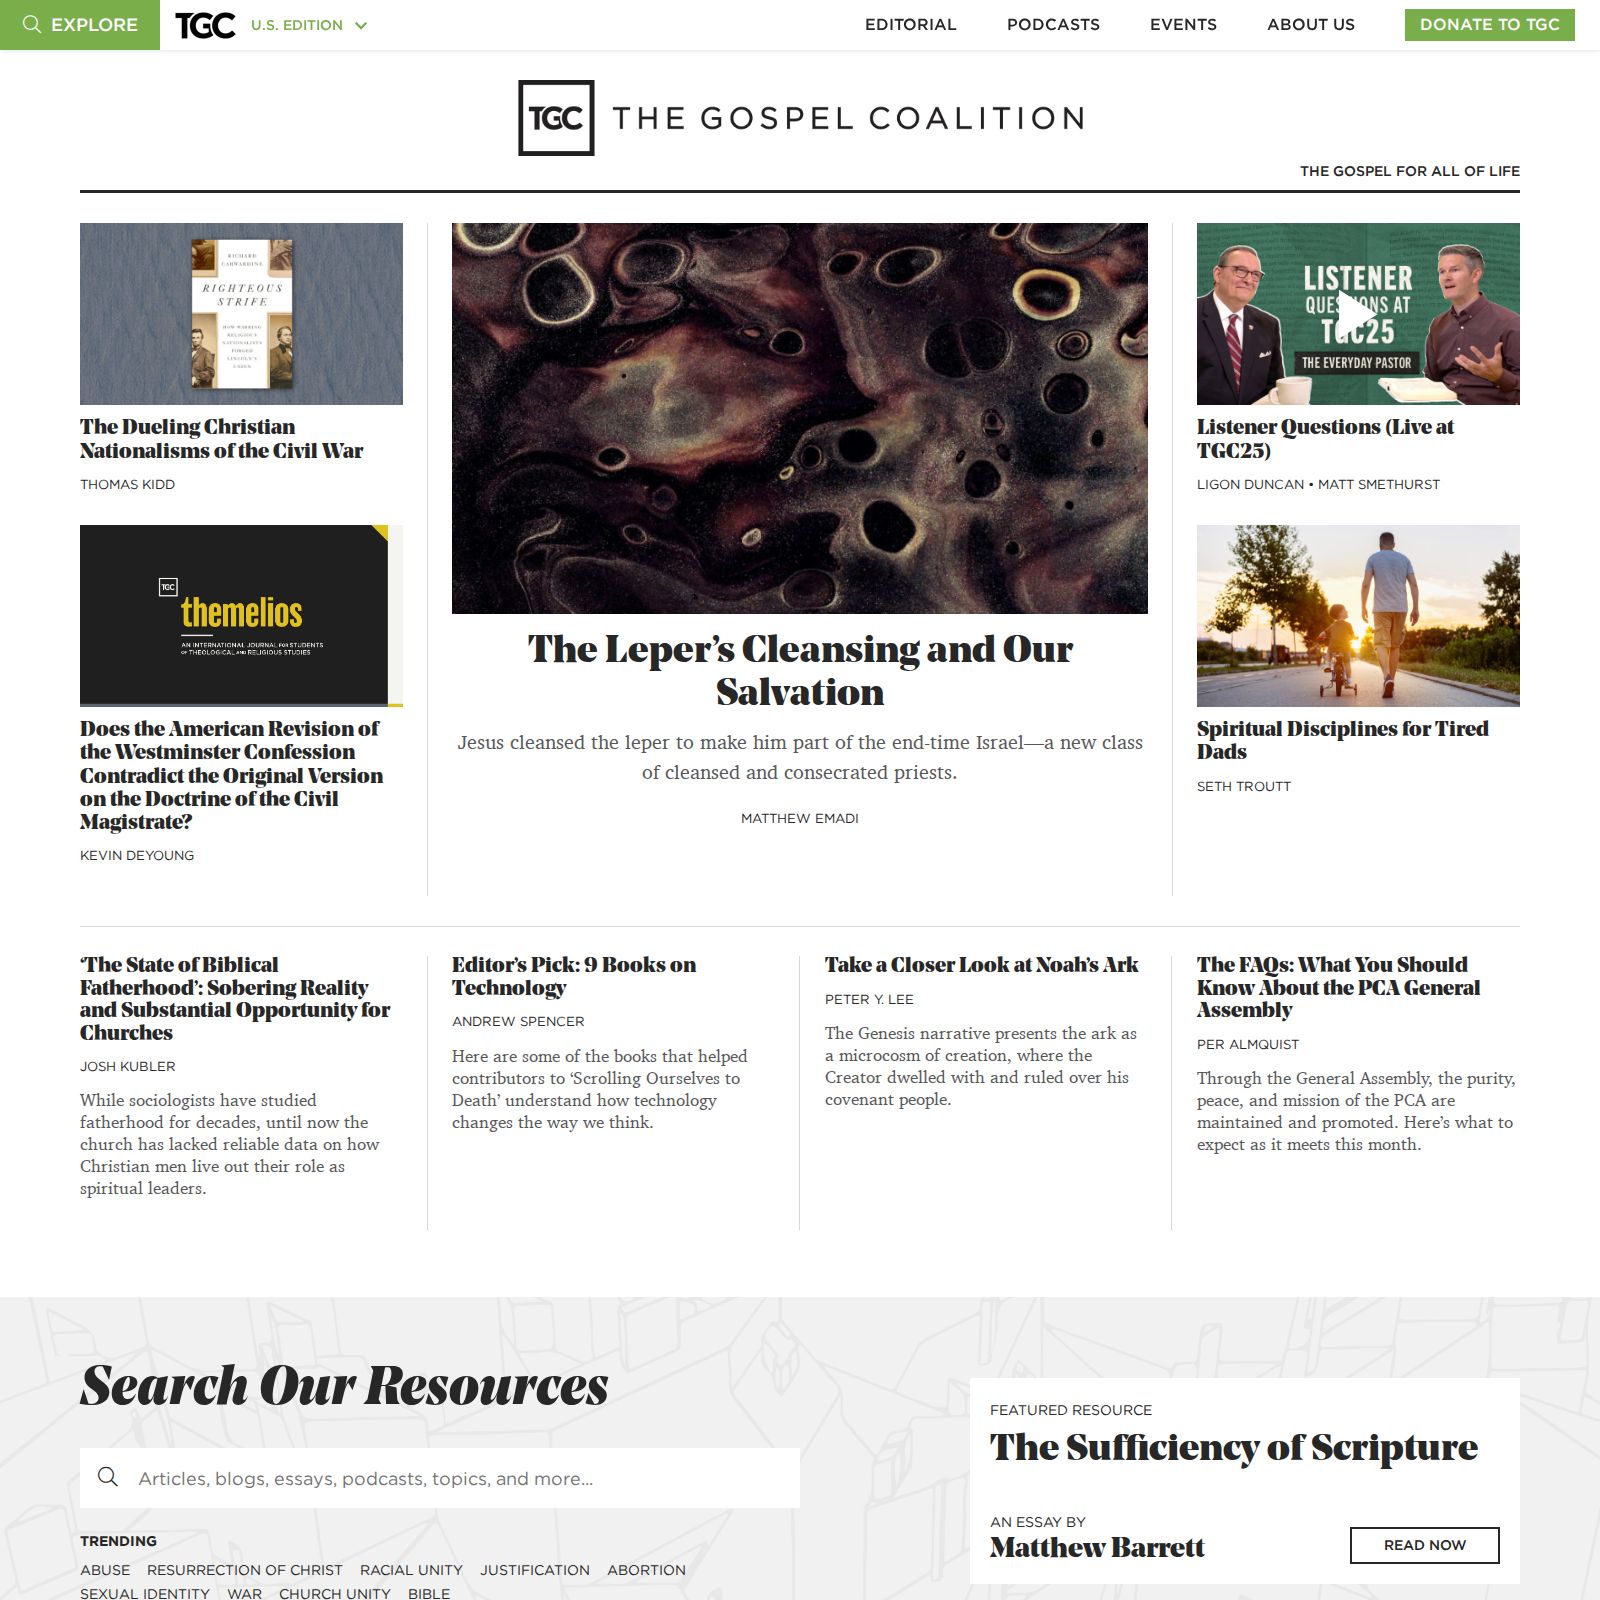 EXPLORE
TGC
U.S. EDITION
EDITORIAL
PODCASTS
EVENTS
ABOUT US
DONATE TO TGC
TGC
THE GOSPEL COALITION
THE GOSPEL FOR ALL OF LIFE
RICHARD
CARWARDINE
RIGHTEOUS
STRIFE
HOW WARRING
RELIGIOUS
NATIONALISTS
FORGED
LINCOLN'S
UNION
The Dueling Christian
Nationalisms of the Civil War
THOMAS KIDD
TGC
themelios
AN INTERNATIONAL JOURNAL FOR STUDENTS
OF THEOLOGICAL AND RELIGIOUS STUDIES
Does the American Revision of
the Westminster Confession
Contradict the Original Version
on the Doctrine of the Civil
Magistrate?
KEVIN DEYOUNG
The Leper’s Cleansing and Our
Salvation
Jesus cleansed the leper to make him part of the end-time Israel—a new class
of cleansed and consecrated priests.
MATTHEW EMADI
LISTENER
QUESTIONS AT
TGC25
THE EVERYDAY PASTOR
Listener Questions (Live at
TGC25)
LIGON DUNCAN • MATT SMETHURST
Spiritual Disciplines for Tired
Dads
SETH TROUTT
‘The State of Biblical
Fatherhood’: Sobering Reality
and Substantial Opportunity for
Churches
JOSH KUBLER
While sociologists have studied
fatherhood for decades, until now the
church has lacked reliable data on how
Christian men live out their role as
spiritual leaders.
Editor’s Pick: 9 Books on
Technology
ANDREW SPENCER
Here are some of the books that helped
contributors to ‘Scrolling Ourselves to
Death’ understand how technology
changes the way we think.
Take a Closer Look at Noah’s Ark
PETER Y. LEE
The Genesis narrative presents the ark as
a microcosm of creation, where the
Creator dwelled with and ruled over his
covenant people.
The FAQs: What You Should
Know About the PCA General
Assembly
PER ALMQUIST
Through the General Assembly, the purity,
peace, and mission of the PCA are
maintained and promoted. Here’s what to
expect as it meets this month.
Search Our Resources
Articles, blogs, essays, podcasts, topics, and more...
TRENDING
ABUSE RESURRECTION OF CHRIST RACIAL UNITY JUSTIFICATION ABORTION
SEXUAL IDENTITY WAR CHURCH UNITY BIBLE
FEATURED RESOURCE
The Sufficiency of Scripture
AN ESSAY BY
Matthew Barrett
READ NOW